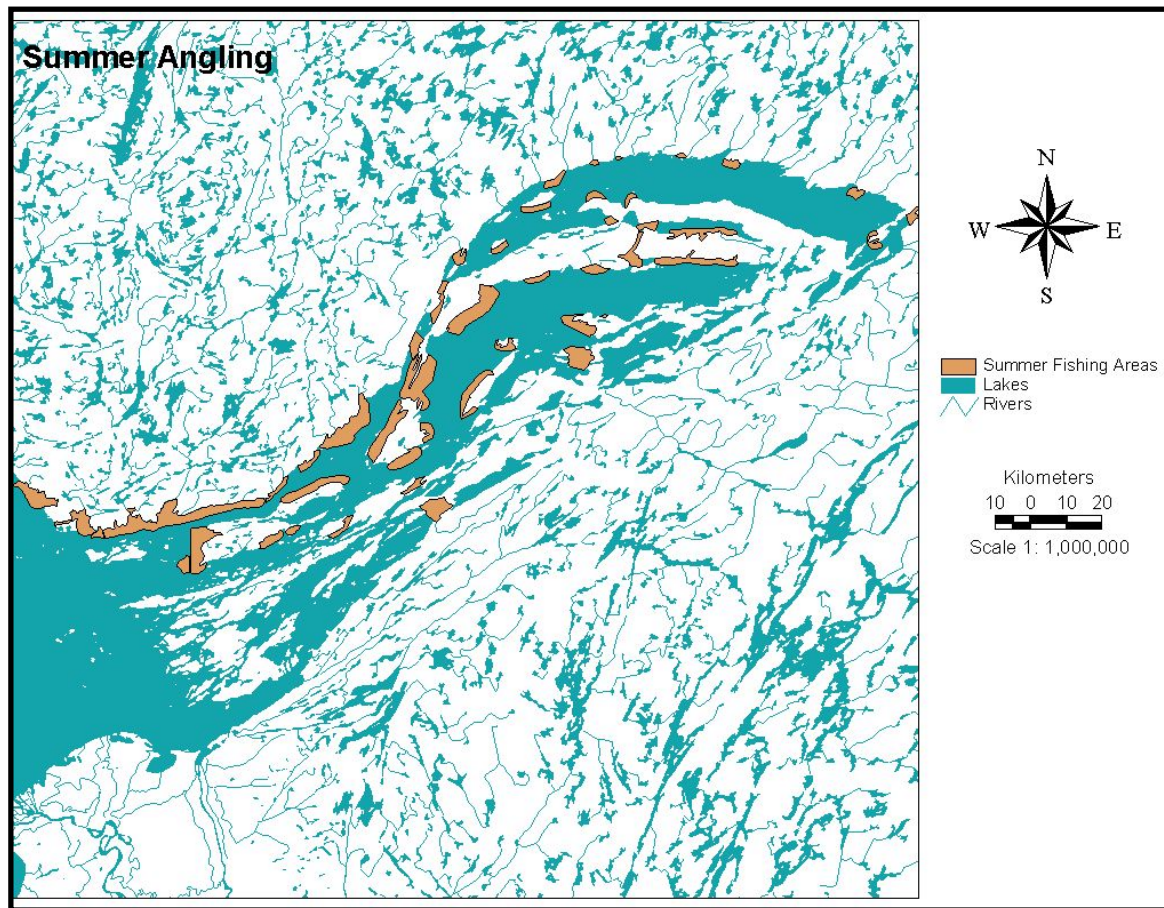 Summer Angling
N
W E
S
Summer Fishing Areas
Lakes
Rivers
Kilometers
10 0 10 20
Scale 1: 1,000,000